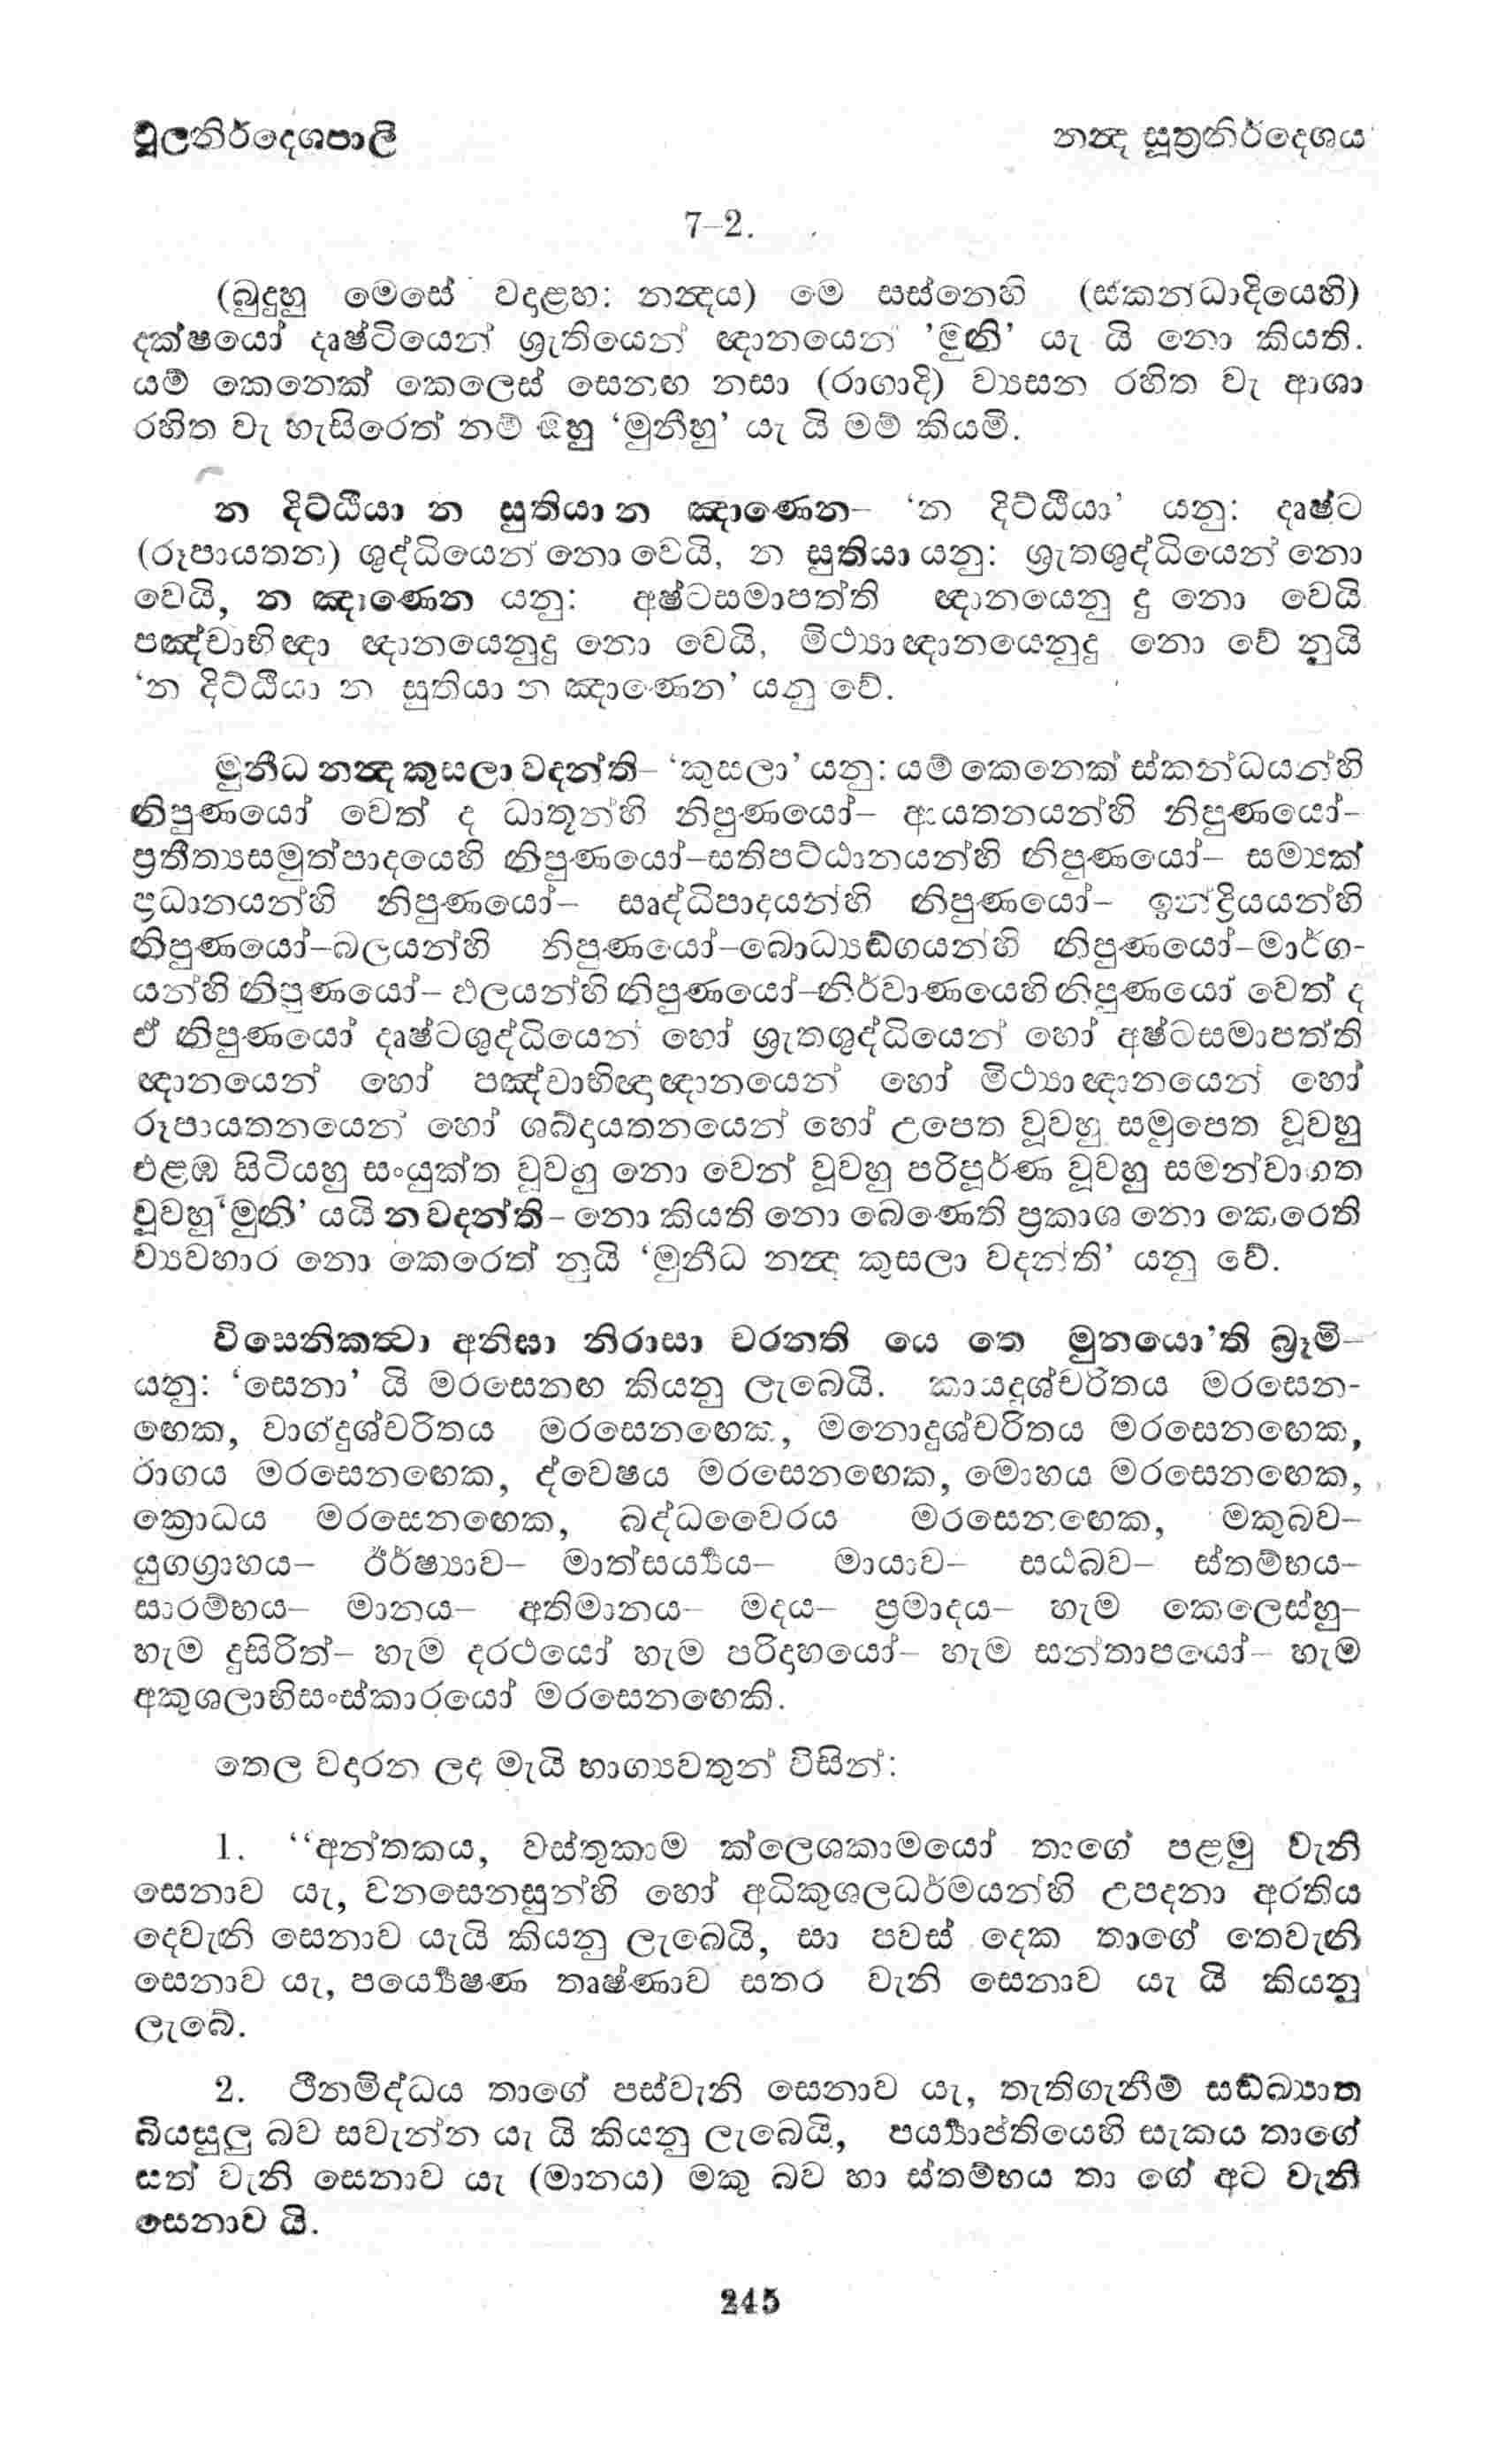 චූලනිර්දෙශපාලි
නන්‍ද සූත්‍රනිර්දෙශය
7–2.
(බුදුහු මෙසේ වදාළහ: නන්‍දය) මෙ සස්නෙහි (ස්කන්ධාදියෙහි)
දක්ෂයෝ දෘෂ්ටියෙන් ශ්‍රැතියෙන් ඥානයෙන් ’මුනි’ යැ යි නො කියති.
යම් කෙනෙක් කෙලෙස් සෙනඟ නසා (රාගාදි) ව්‍යසන රහිත වැ ආශා
රහිත වැ හැසිරෙත් නම් ඔහු ‘මුනීහු’ යැ යි මම් කියමි.
න දිට්ඨියා න සුතියා න ඤාණෙන– ‘න දිට්ඨියා’ යනු: දෘෂ්ට
(රූපායතන) ශුද්ධියෙන් නො වෙයි, න සුතියා යනු: ශ්‍රැතශුද්ධියෙන් නො
වෙයි, න ඤාණෙන යනු: අෂ්ටසමාපත්ති ඥානයෙනු දු නො වෙයි
පඤ්චාභිඥා ඥානයෙනුදු නො වෙයි, මිථ්‍යාඥානයෙනුදු නො වේ නුයි
‘න දිට්ඨියා න සුතියා න ඤාණෙන’ යනු වේ.
මුනීධ නන්‍ද කුසලා වදන්ති– ‘කුසලා’ යනු: යම් කෙනෙක් ස්කන්ධයන්හි
නිපුණයෝ වෙත් ද ධාතූන්හි නිපුණයෝ– ආයතනයන්හි නිපුණයෝ–
ප්‍රතීත්‍යසමුත්පාදයෙහි නිපුණයෝ–සතිපට්ඨානයන්හි නිපුණයෝ– සම්‍යක්
ප්‍රධානයන්හි නිපුණයෝ– ඍද්ධිපාදයන්හි නිපුණයෝ– ඉන්ද්‍රියයන්හි
නිපුණයෝ–බලයන්හි නිපුණයෝ–බොධ්‍යඞ්ගයන්හි නිපුණයෝ–මාර්ග-
යන්හි නිපුණයෝ– ඵලයන්හි නිපුණයෝ–නිර්වාණයෙහි නිපුණයෝ වෙත් ද
ඒ නිපුණයෝ දෘෂ්ටශුද්ධියෙන් හෝ ශ්‍රැතශුද්ධියෙන් හෝ අෂ්ටසමාපත්ති
ඥානයෙන් හෝ පඤ්චාභිඥාඥානයෙන් හෝ මිථ්‍යාඥානයෙන් හෝ
රූපායතනයෙන් හෝ ශබ්දායතනයෙන් හෝ උපෙත වූවහු සමුපෙත වූවහු
එළඹ සිටියහු සංයුක්ත වූවහු නො වෙන් වූවහු පරිපූර්ණ වූවහු සමන්වාගත
වූවහු‘මුනි’ යයි න වදන්ති – නො කියති නො බෙණෙති ප්‍රකාශ නො කෙරෙති
ව්‍යවහාර නො කෙරෙත් නුයි ‘මුනීධ නන්‍ද කුසලා වදන්ති’ යනු වේ.
විසෙනිකත්‍වා අනිඝා නිරාසා චරනති යෙ තෙ මුනයො’ති බ්‍රූමි–
යනු: ‘සෙනා’ යි මරසෙනඟ කියනු ලැබෙයි. කායදුශ්චරිතය මරසෙන-
ඟෙක, වාග්දුශ්චරිතය මරසෙනඟෙක, මනොදුශ්චරිතය මරසෙනඟෙක,
රාගය මරසෙනඟෙක, ද්වෙෂය මරසෙනඟෙක, මොහය මරසෙනඟෙක,
ක්‍රොධය මරසෙනඟෙක, බද්ධවෛරය මරසෙනඟෙක, මකුබව–
යුගග්‍රාහය– ඊර්ෂ්‍යාව– මාත්සර්‍ය්‍යය– මායාව– සඨබව– ස්තම්භය–
සාරම්භය– මානය– අතිමානය– මදය– ප්‍රමාදය– හැම කෙලෙස්හු–
හැම දුසිරිත්– හැම දරථයෝ හැම පරිදාහයෝ– හැම සන්තාපයෝ– හැම
අකුශලාභිසංස්කාරයෝ මරසෙනඟෙකි.
තෙල වදාරන ලද මැයි භාග්‍යවතුන් විසින්:
1. ‘‘අන්තකය, වස්තුකාම ක්ලෙශකාමයෝ තාගේ පළමු වැනි
සෙනාව යැ, වනසෙනසුන්හි හෝ අධිකුශලධර්මයන්හි උපදනා අරතිය
දෙවැනි සෙනාව යැයි කියනු ලැබෙයි, සා පවස් දෙක තාගේ තෙවැනි
සෙනාව යැ, පර්‍ය්‍යෙෂණ තෘෂ්ණාව සතර වැනි සෙනාව යැ යි කියනු
ලැබේ.
2. ථීනමිද්ධය තාගේ පස්වැනි සෙනාව යැ, තැතිගැනීම් සඞ්ඛ්‍යාත
බියසුලු බව සවැන්න යැ යි කියනු ලැබෙයි, පර්‍ය්‍යාප්තියෙහි සැකය තාගේ
සත් වැනි සෙනාව යැ (මානය) මකු බව හා ස්තම්භය තා ගේ අට වැනි
සෙනාව යි.
245